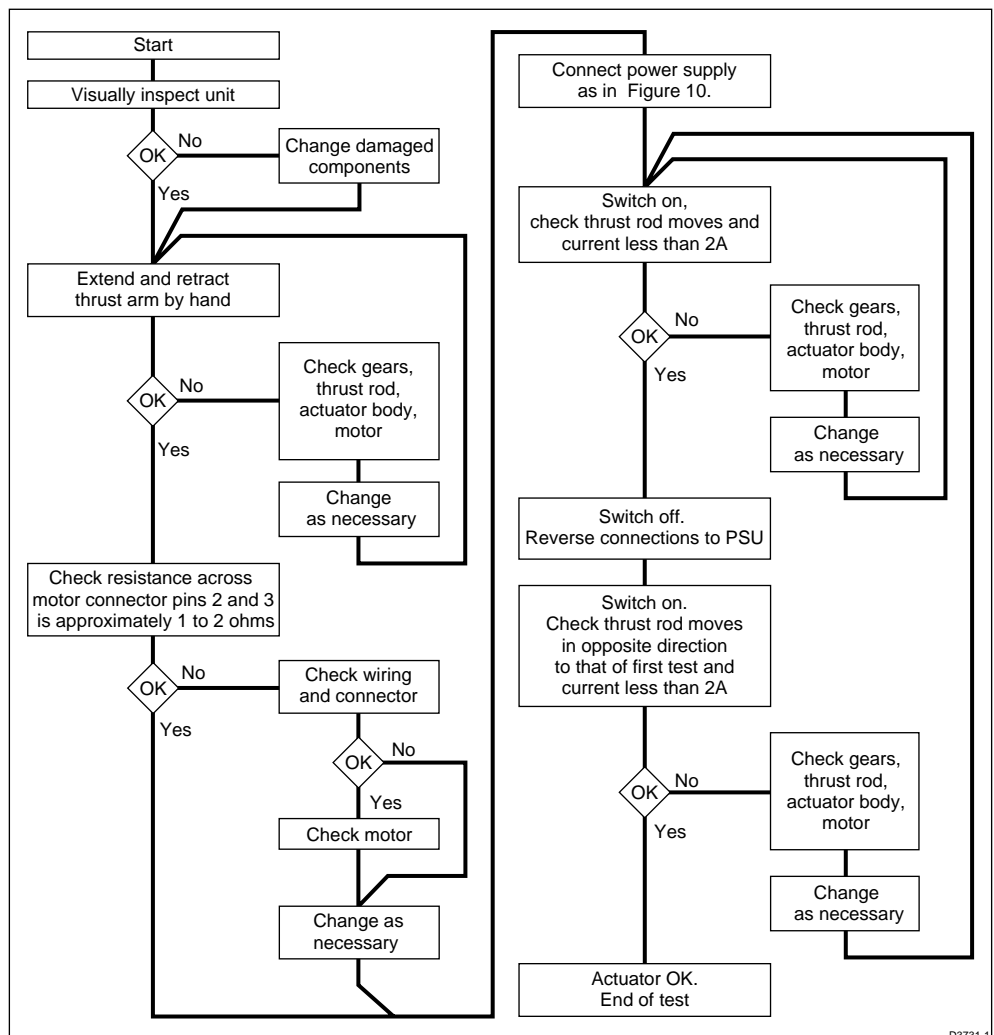 Start
Visually inspect unit
OK
No
Yes
Change damaged
components
Extend and retract
thrust arm by hand
OK
No
Yes
Check gears,
thrust rod,
actuator body,
motor
Change
as necessary
Check resistance across
motor connector pins 2 and 3
is approximately 1 to 2 ohms
OK
No
Yes
Check wiring
and connector
OK
No
Yes
Check motor
Change as
necessary
Connect power supply
as in Figure 10.
Switch on,
check thrust rod moves and
current less than 2A
OK
No
Yes
Check gears,
thrust rod,
actuator body,
motor
Change
as necessary
Switch off.
Reverse connections to PSU
Switch on.
Check thrust rod moves
in opposite direction
to that of first test and
current less than 2A
OK
No
Yes
Check gears,
thrust rod,
actuator body,
motor
Change
as necessary
Actuator OK.
End of test
D3731-1